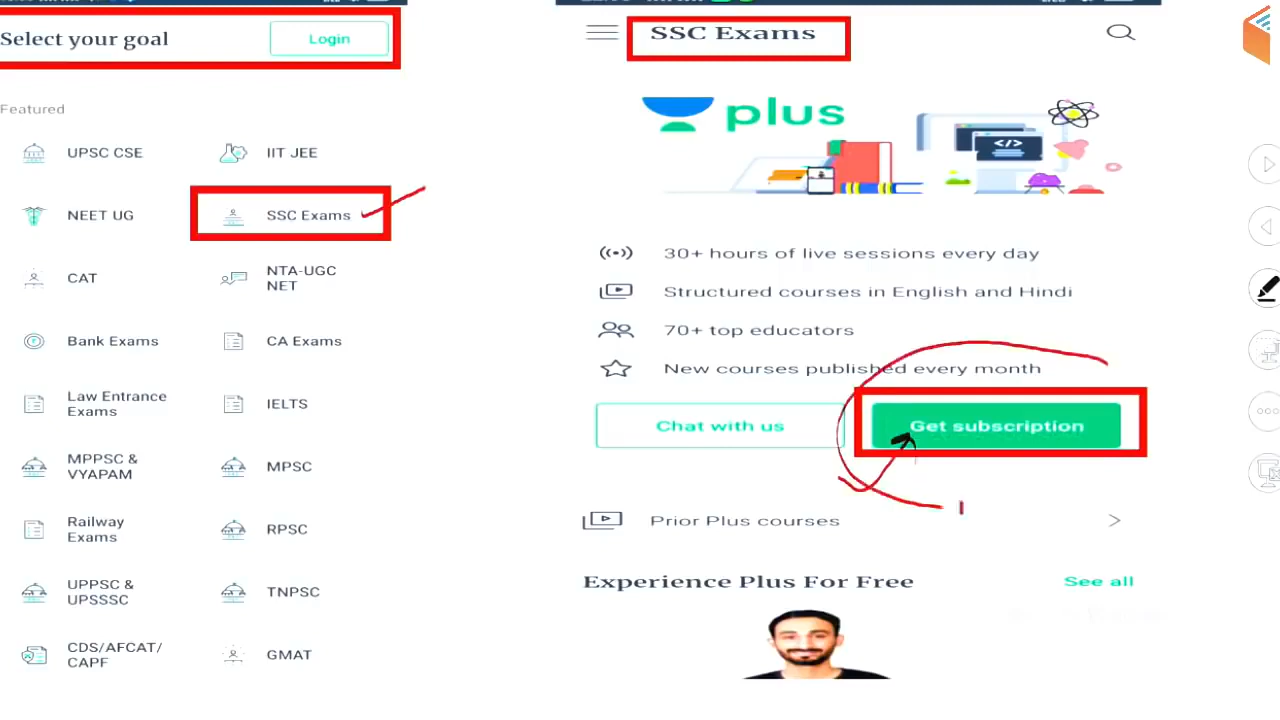 Select your goal
Login
Featured
UPSC CSE
IIT JEE
NEET UG
SSC Exams
CAT
NTA-UGC
NET
Bank Exams
CA Exams
Law Entrance
Exams
IELTS
MPPSC &
VYAPAM
MPSC
Railway
Exams
RPSC
UPPSC &
UPSSSC
TNPSC
CDS/AFCAT/
CAPF
GMAT
SSC Exams
plus
30+ hours of live sessions every day
Structured courses in English and Hindi
70+ top educators
New courses published every month
Chat with us
Get subscription
Prior Plus courses
Experience Plus For Free
See all